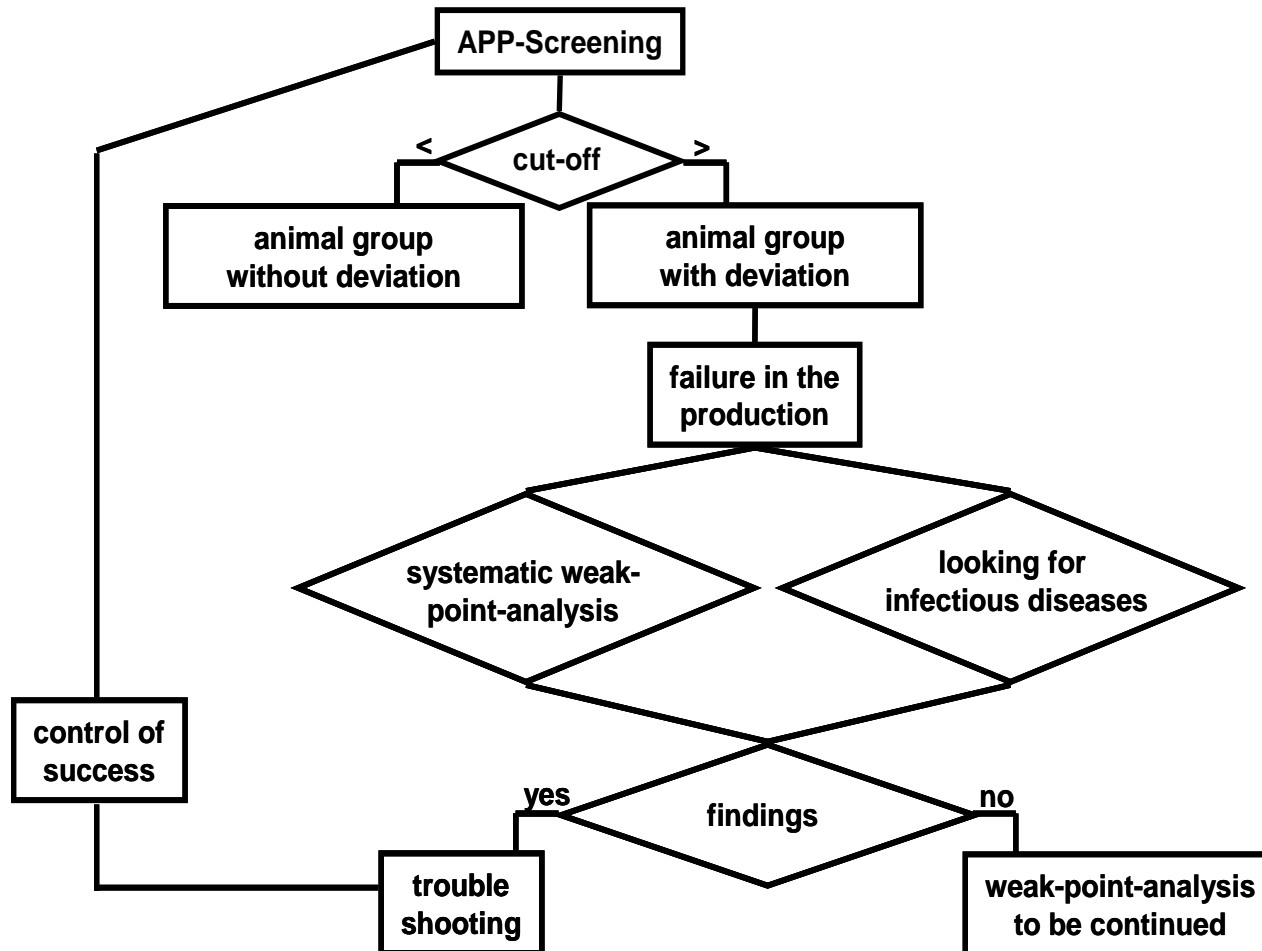 APP-Screening
<
cut-off
>
animal group
without deviation
animal group
with deviation
failure in the
production
systematic weak-
point-analysis
looking for
infectious diseases
control of
success
yes
findings
no
trouble
shooting
weak-point-analysis
to be continued